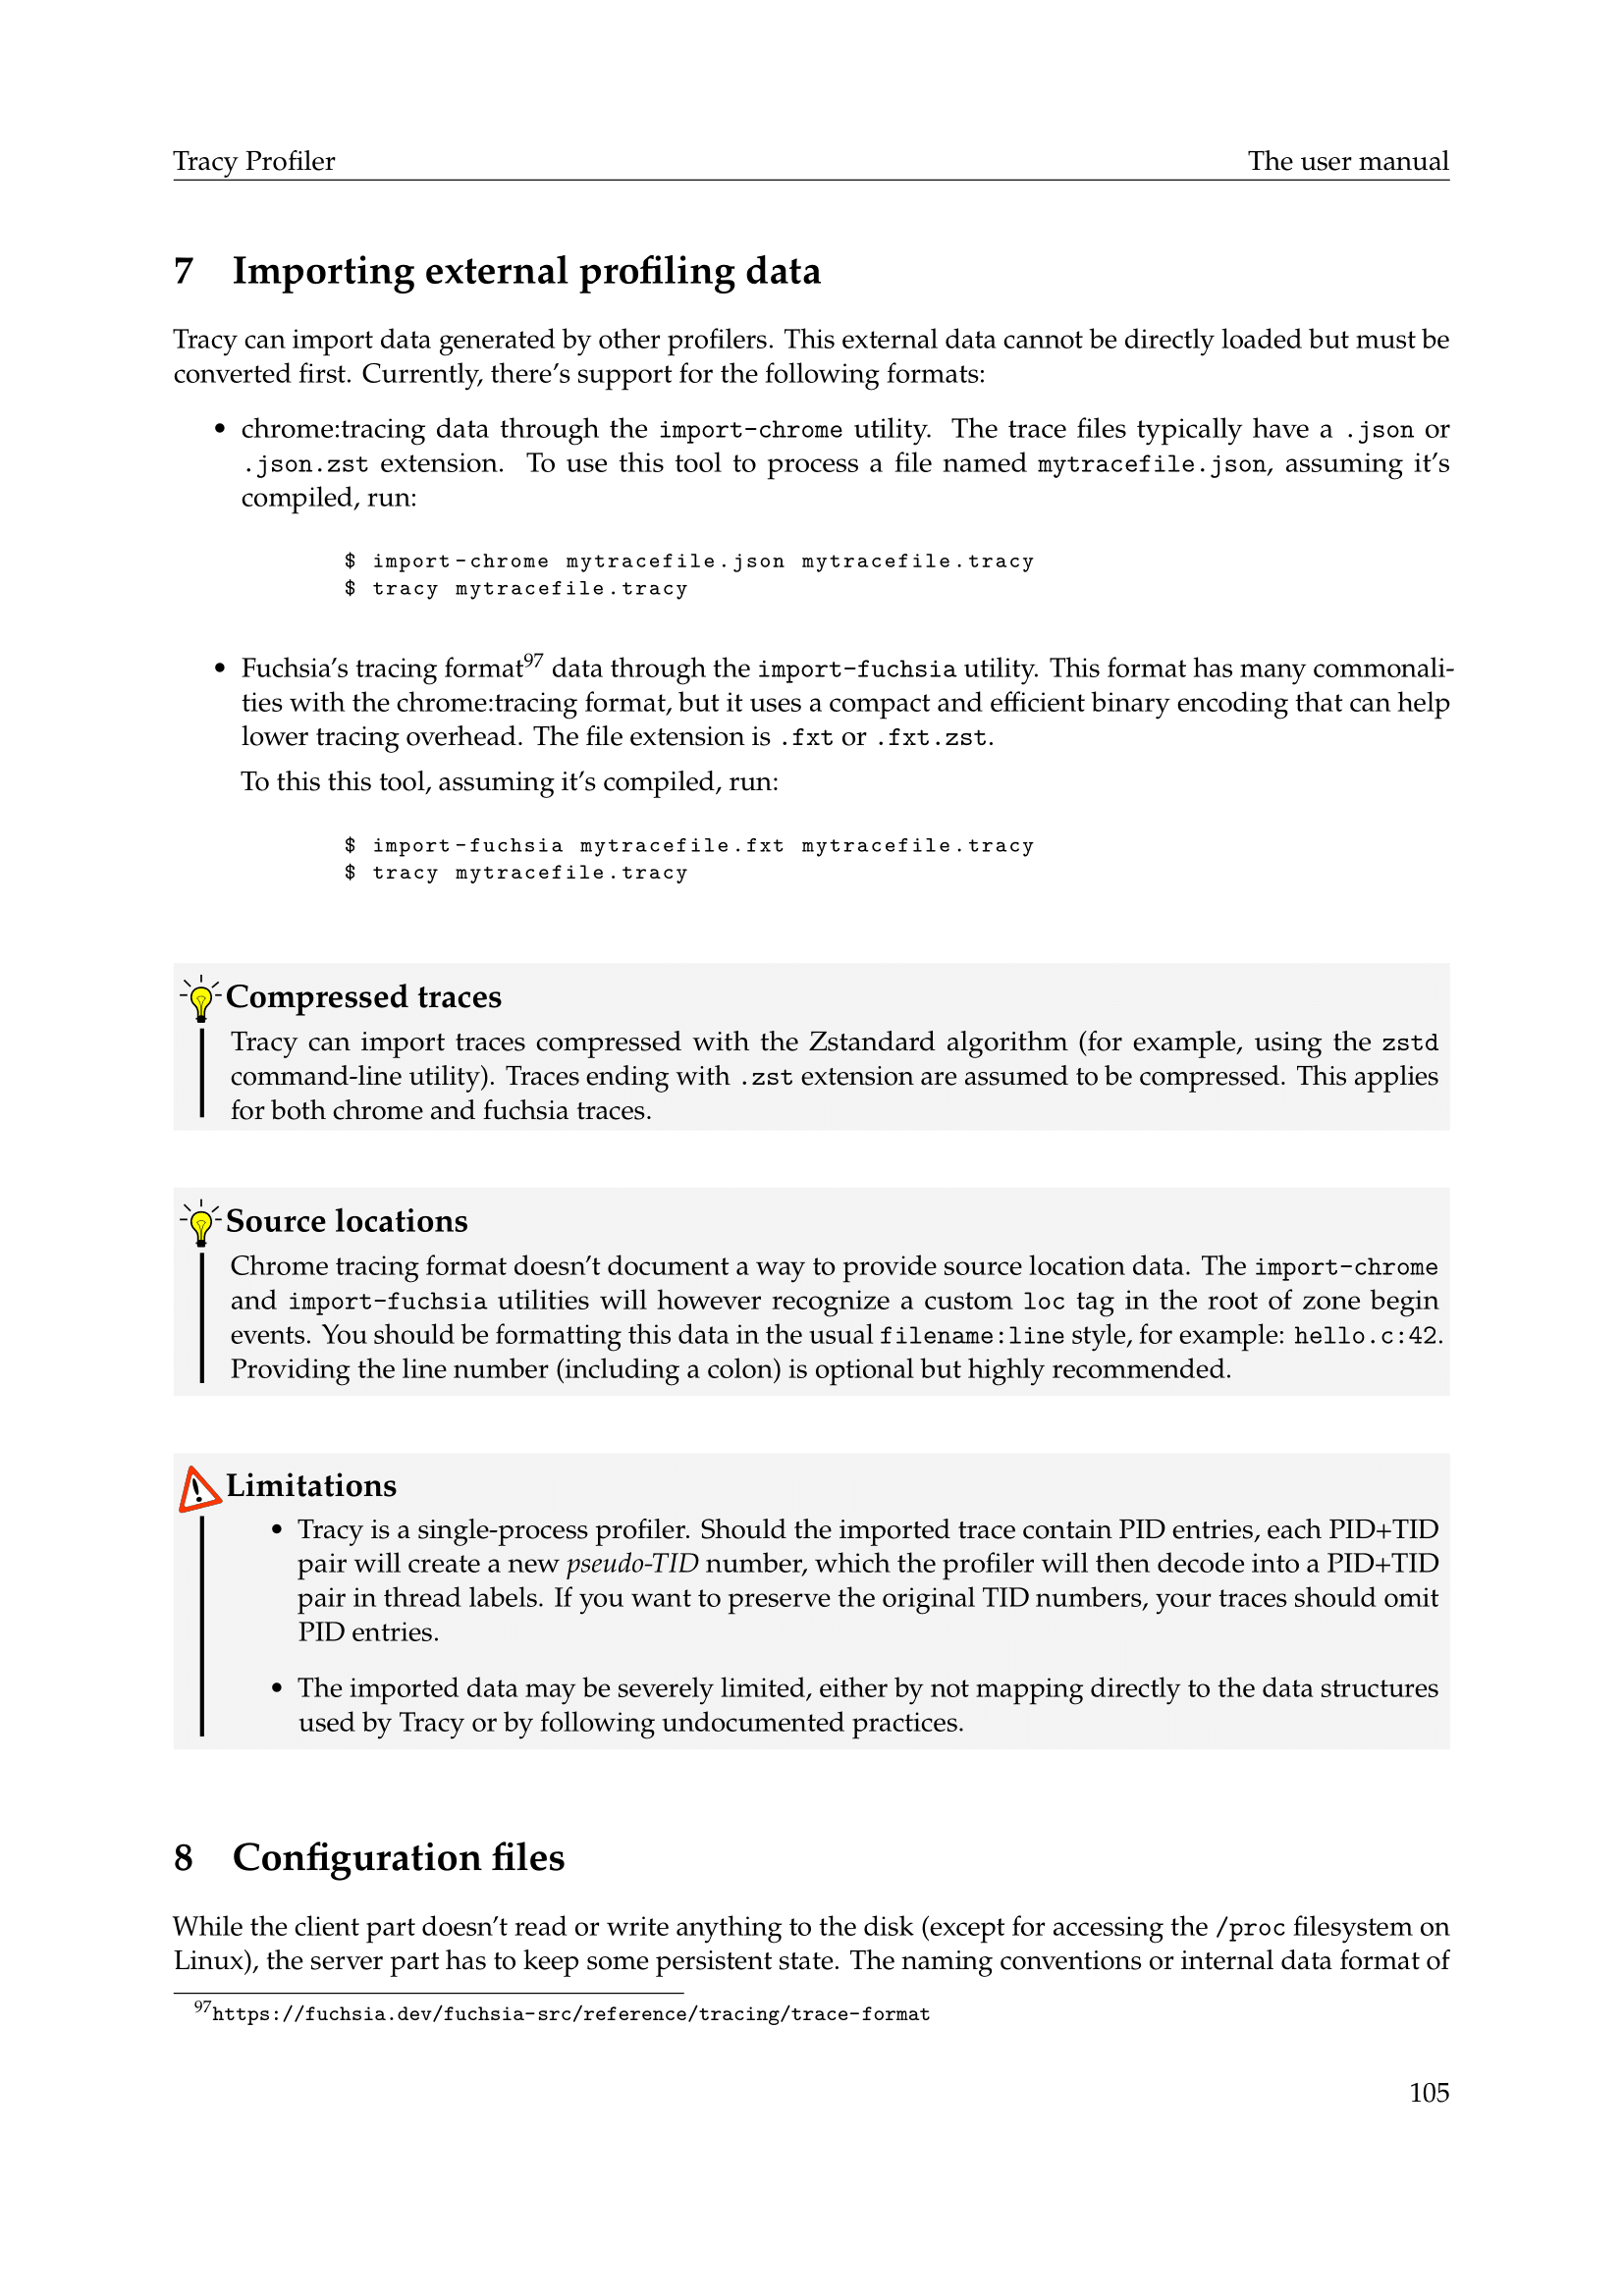 Tracy Profiler The user manual
7 Importing external profiling data
Tracy can import data generated by other profilers. This external data cannot be directly loaded but must be
converted first. Currently, there's support for the following formats:
• chrome:tracing data through the import-chrome utility. The trace files typically have a .json or
.json.zst extension. To use this tool to process a file named mytracefile.json, assuming it's
compiled, run:
$ import-chrome mytracefile.json mytracefile.tracy
$ tracy mytracefile.tracy
• Fuchsia's tracing format97 data through the import-fuchsia utility. This format has many commonali-
ties with the chrome:tracing format, but it uses a compact and efficient binary encoding that can help
lower tracing overhead. The file extension is .fxt or .fxt.zst.
To this this tool, assuming it's compiled, run:
$ import-fuchsia mytracefile.fxt mytracefile.tracy
$ tracy mytracefile.tracy
Compressed traces
Tracy can import traces compressed with the Zstandard algorithm (for example, using the zstd
command-line utility). Traces ending with .zst extension are assumed to be compressed. This applies
for both chrome and fuchsia traces.
Source locations
Chrome tracing format doesn't document a way to provide source location data. The import-chrome
and import-fuchsia utilities will however recognize a custom loc tag in the root of zone begin
events. You should be formatting this data in the usual filename:line style, for example: hello.c:42.
Providing the line number (including a colon) is optional but highly recommended.
Limitations
• Tracy is a single-process profiler. Should the imported trace contain PID entries, each PID+TID
pair will create a new pseudo-TID number, which the profiler will then decode into a PID+TID
pair in thread labels. If you want to preserve the original TID numbers, your traces should omit
PID entries.
• The imported data may be severely limited, either by not mapping directly to the data structures
used by Tracy or by following undocumented practices.
8 Configuration files
While the client part doesn't read or write anything to the disk (except for accessing the /proc filesystem on
Linux), the server part has to keep some persistent state. The naming conventions or internal data format of
97https://fuchsia.dev/fuchsia-src/reference/tracing/trace-format
105